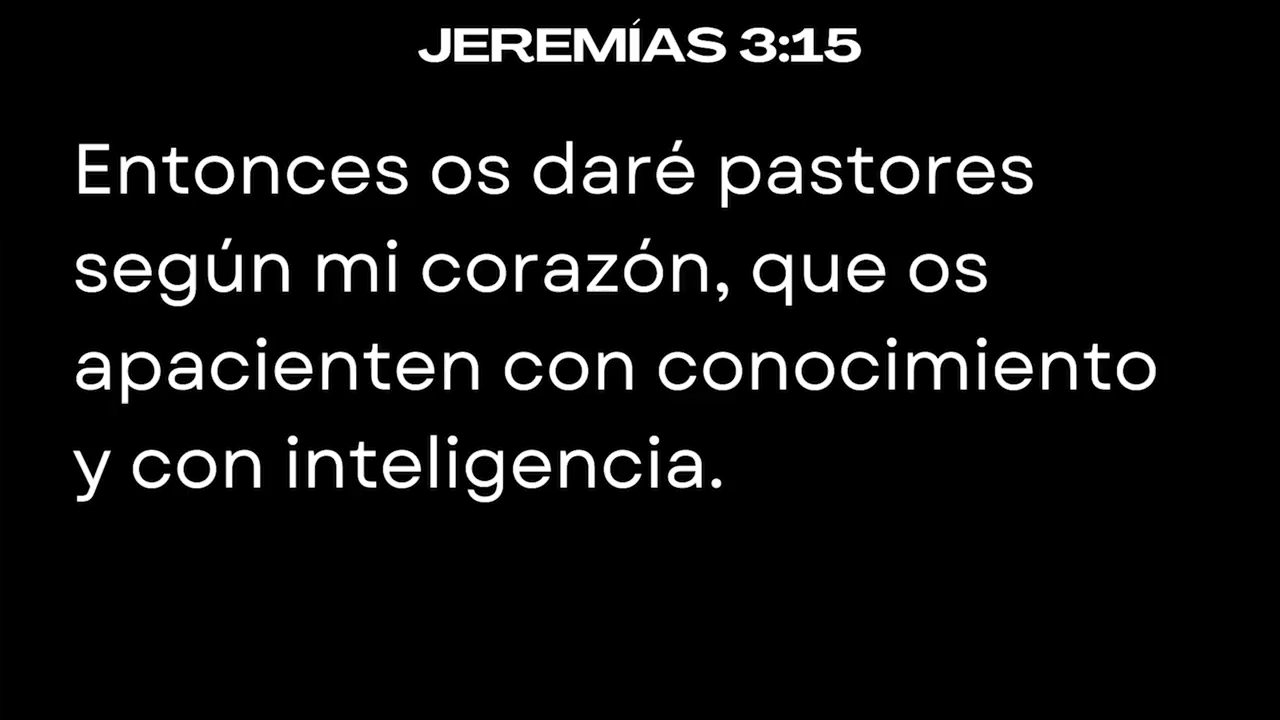 JEREMÍAS 3:15
Entonces os daré pastores
según mi corazón, que os
apacienten con conocimiento
y con inteligencia.